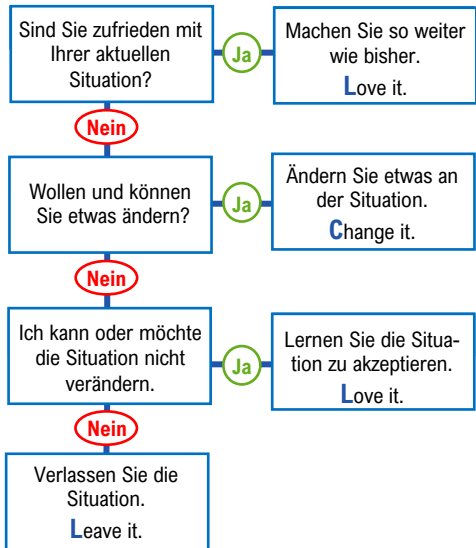 Sind Sie zufrieden mit
Ihrer aktuellen
Situation?
Ja
Machen Sie so weiter
wie bisher.
Love it.
Nein
Wollen und können
Sie etwas ändern?
Ja
Ändern Sie etwas an
der Situation.
Change it.
Nein
Ich kann oder möchte
die Situation nicht
verändern.
Ja
Lernen Sie die Situa-
tion zu akzeptieren.
Love it.
Nein
Verlassen Sie die
Situation.
Leave it.